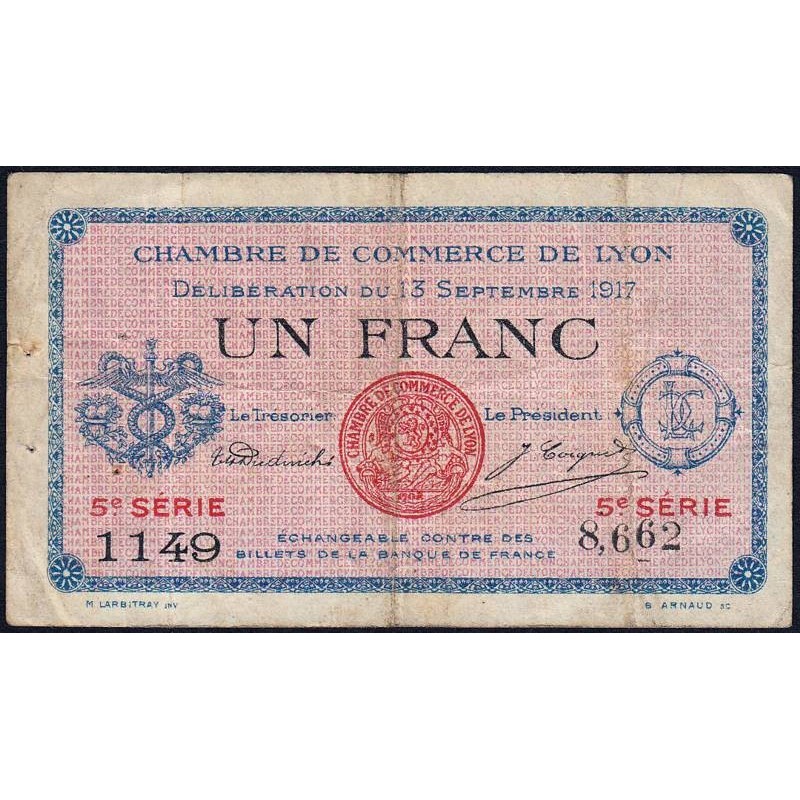 CHAMBRE DE COMMERCE DE LYON
DÉLIBÉRATION DU 13 SEPTEMBRE 1917
UN FRANC
Le Trésorier
Le Président
CHAMBRE DE COMMERCE DE LYON
1702
J Coignet
5e SÉRIE
5e SÉRIE
1149
8,662
ÉCHANGEABLE CONTRE DES
BILLETS DE LA BANQUE DE FRANCE
M LARBITRAY INV
S ARNAUD SC